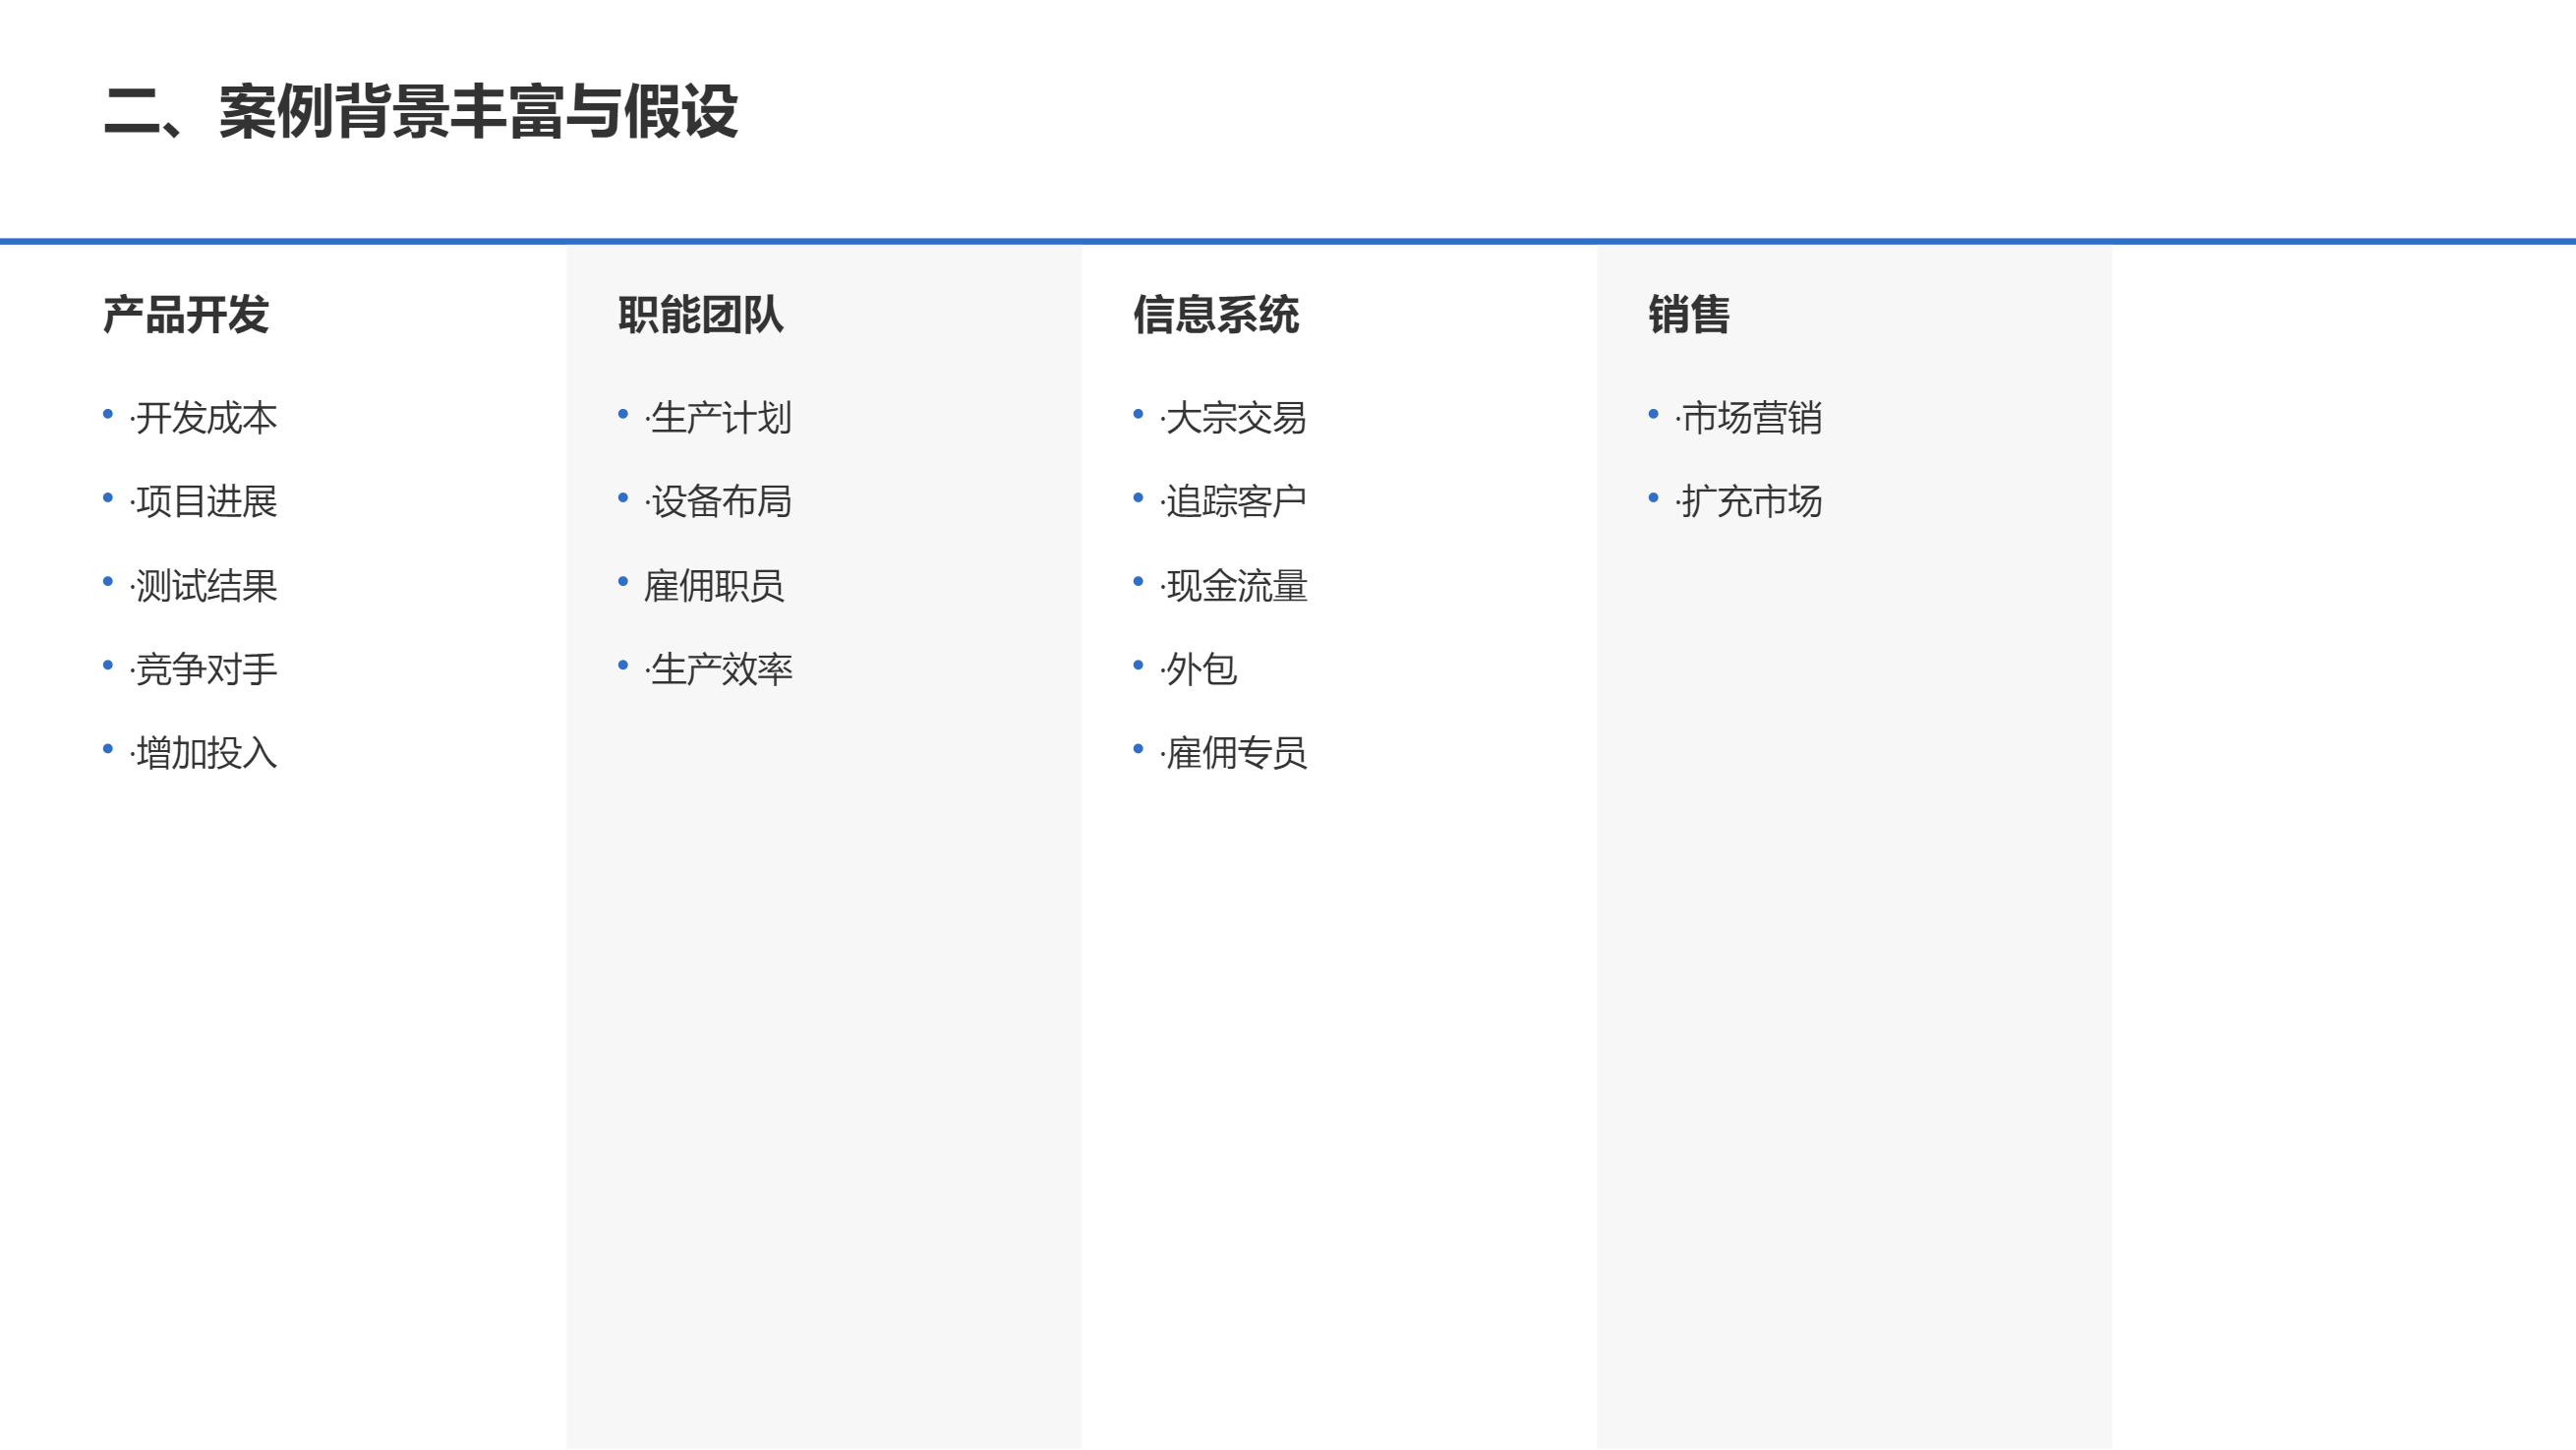 二、案例背景丰富与假设
产品开发
• ·开发成本
• ·项目进展
• ·测试结果
• ·竞争对手
• ·增加投入
职能团队
• ·生产计划
• ·设备布局
• 雇佣职员
• ·生产效率
信息系统
• ·大宗交易
• ·追踪客户
• ·现金流量
• ·外包
• ·雇佣专员
销售
• ·市场营销
• ·扩充市场